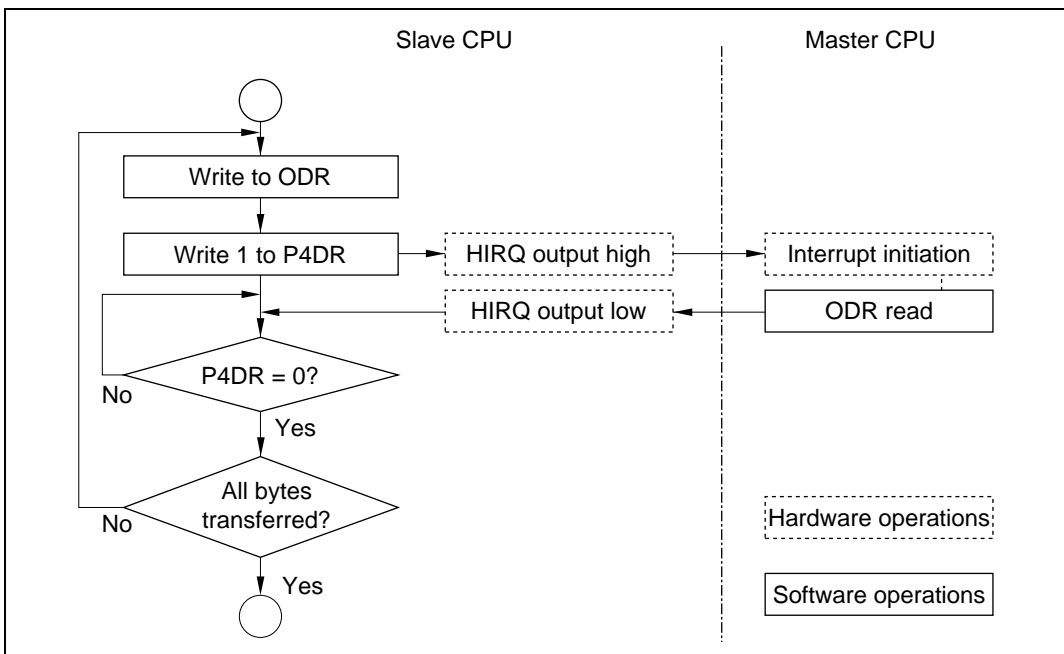 Slave CPU
Master CPU
Write to ODR
Write 1 to P4DR
HIRQ output high
Interrupt initiation
HIRQ output low
ODR read
P4DR = 0?
No
Yes
All bytes
transferred?
No
Yes
Hardware operations
Software operations